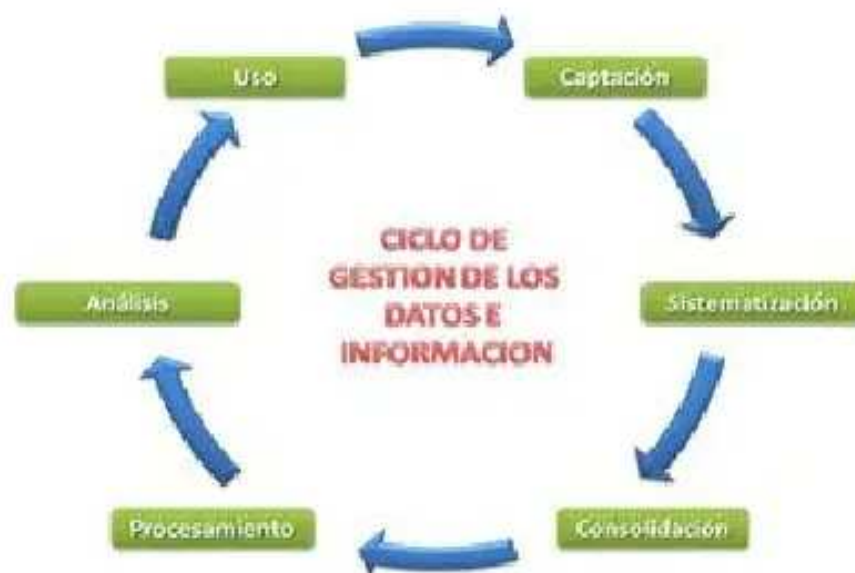 Uso
Captación
CICLO DE
GESTION DE LOS
DATOS E
INFORMACION
Análisis
Sistematización
Procesamiento
Consolidación